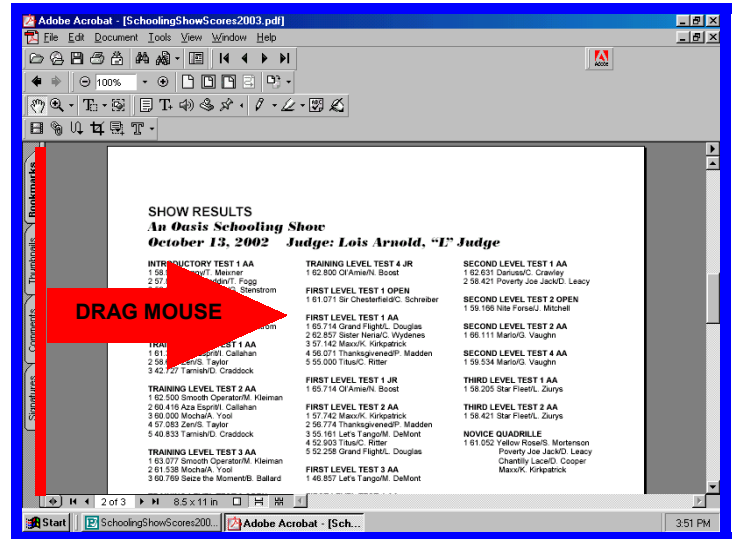 Adobe Acrobat - [SchoolingShowScores2003.pdf]
File Edit Document Tools View Window Help
Adobe
100%
Bookmarks
Thumbnails
Comments
Signatures
SHOW RESULTS
An Oasis Schooling Show
October 13, 2002 Judge: Lois Arnold, “L” Judge
INTRODUCTORY TEST 1 AA
Meixner
Fogg
Stenstrom
DRAG MOUSE
TEST 1 AA
Callahan
Taylor
3 42.727 Tarnish/D. Craddock
TRAINING LEVEL TEST 2 AA
1 62.500 Smooth Operator/M. Kleiman
2 60.416 Aza Esprit/I. Callahan
3 60.000 Mocha/A. Yool
4 57.083 Zen/S. Taylor
5 40.833 Tarnish/D. Craddock
TRAINING LEVEL TEST 3 AA
1 63.077 Smooth Operator/M. Kleiman
2 61.538 Mocha/A. Yool
3 60.769 Seize the Moment/B. Ballard
TRAINING LEVEL TEST 4 JR
1 62.800 Ol'Amie/N. Boost
FIRST LEVEL TEST 1 OPEN
1 61.071 Sir Chesterfield/C. Schreiber
FIRST LEVEL TEST 1 AA
1 65.714 Grand Flight/L. Douglas
2 62.857 Sister Neria/C. Wydenes
3 57.142 Maxx/K. Kirkpatrick
4 56.071 Thanksgivened/P. Madden
5 55.000 Titus/C. Ritter
FIRST LEVEL TEST 1 JR
1 65.714 Ol'Amie/N. Boost
FIRST LEVEL TEST 2 AA
1 57.742 Maxx/K. Kirkpatrick
2 56.774 Thanksgivened/P. Madden
3 55.161 Let's Tango/M. DeMont
4 52.903 Titus/C. Ritter
5 52.258 Grand Flight/L. Douglas
FIRST LEVEL TEST 3 AA
1 46.857 Let's Tango/M. DeMont
SECOND LEVEL TEST 1 AA
1 62.631 Dariuss/C. Crawley
2 58.421 Poverty Joe Jack/D. Leacy
SECOND LEVEL TEST 2 OPEN
1 59.166 Nite Forse/J. Mitchell
SECOND LEVEL TEST 2 AA
1 66.111 Mario/G. Vaughn
SECOND LEVEL TEST 4 AA
1 59.534 Mario/G. Vaughn
THIRD LEVEL TEST 1 AA
1 58.205 Star Fleet/L. Ziurys
THIRD LEVEL TEST 2 AA
1 58.421 Star Fleet/L. Ziurys
NOVICE QUADRILLE
1 61.052 Yellow Rose/S. Mortenson
Poverty Joe Jack/D. Leacy
Chantilly Lace/D. Cooper
Maxx/K. Kirkpatrick
2 of 3 8.5 x 11 in
Start SchoolingShowScores200... Adobe Acrobat - [Sch... 3:51 PM